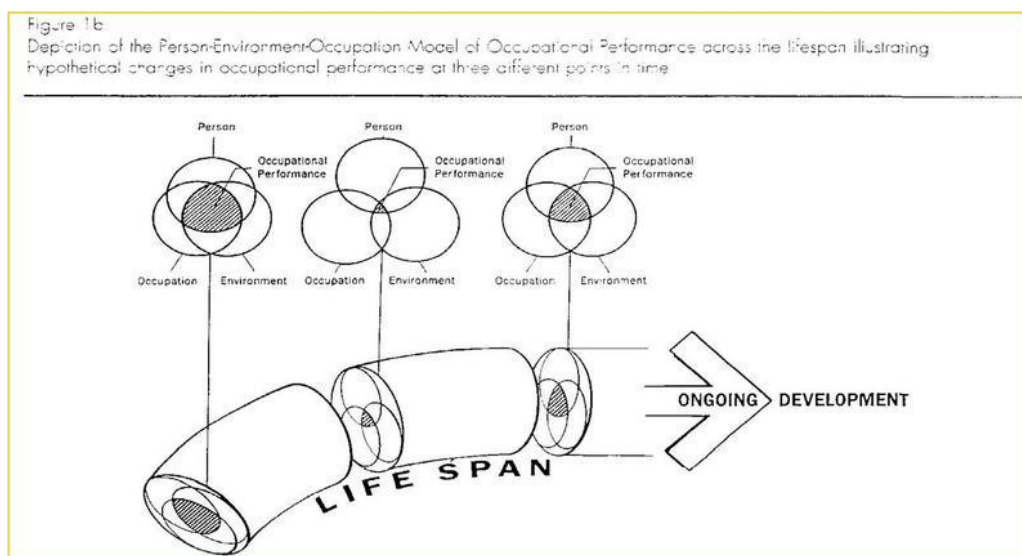 Figure 1b
Depiction of the Person-Environment-Occupation Model of Occupational Performance across the lifespan illustrating
hypothetical changes in occupational performance at three different points in time
Person
Person
Person
Occupational
Performance
Occupational
Performance
Occupational
Performance
Occupation
Environment
Occupation
Environment
Occupation
Environment
ONGOING DEVELOPMENT
LIFE SPAN